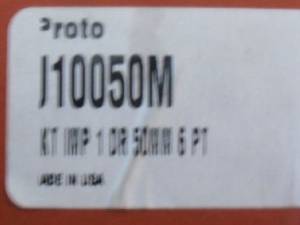 Proto
J10050M
KT IMP 1 DR 50MM 6 PT
MADE IN USA